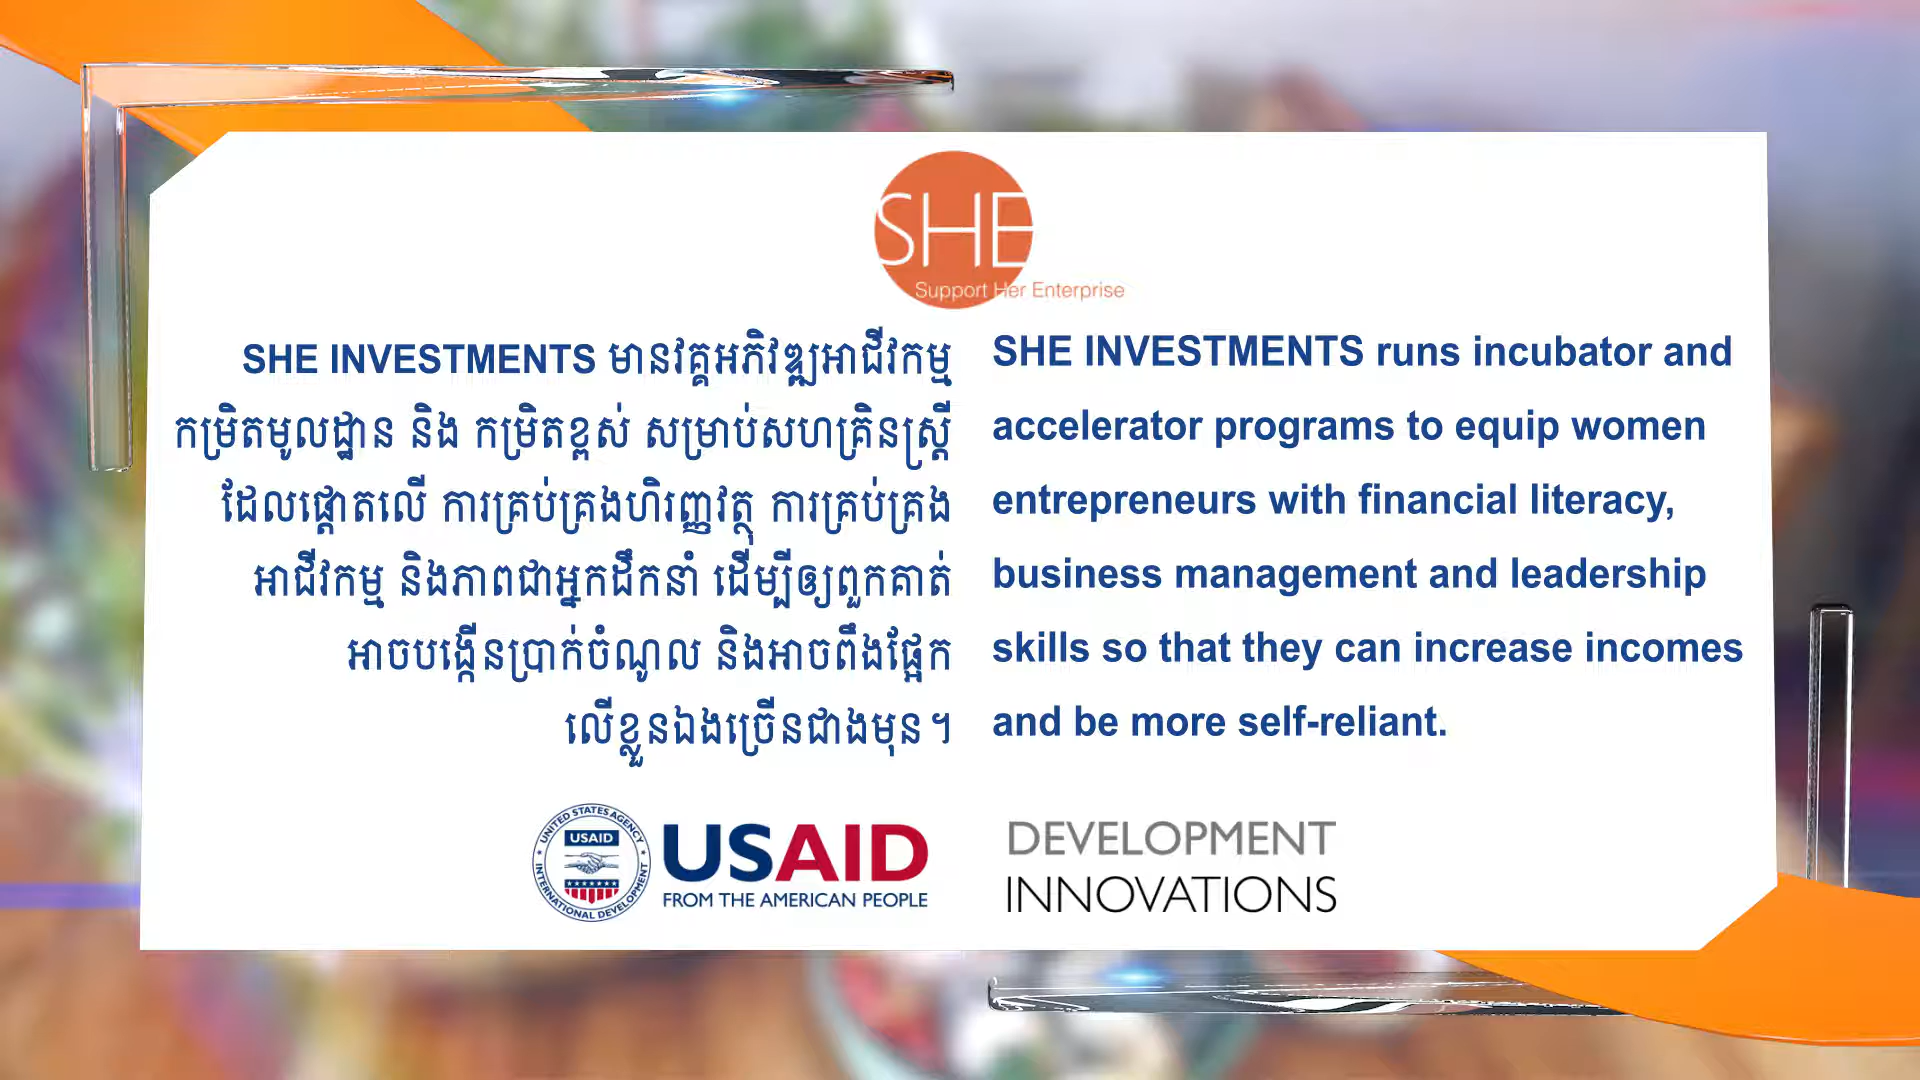 SHE
Support Her Enterprise
SHE INVESTMENTS មានវគ្គអភិវឌ្ឍអាជីវកម្ម
កម្រិតមូលដ្ឋាន និង កម្រិតខ្ពស់ សម្រាប់សហគ្រិនស្ត្រី
ដែលផ្តោតលើ ការគ្រប់គ្រងហិរញ្ញវត្ថុ ការគ្រប់គ្រង
អាជីវកម្ម និងភាពជាអ្នកដឹកនាំ ដើម្បីឲ្យពួកគាត់
អាចបង្កើនប្រាក់ចំណូល និងអាចពឹងផ្អែក
លើខ្លួនឯងច្រើនជាងមុន។
SHE INVESTMENTS runs incubator and
accelerator programs to equip women
entrepreneurs with financial literacy,
business management and leadership
skills so that they can increase incomes
and be more self-reliant.
UNITED STATES AGENCY
USAID
INTERNATIONAL DEVELOPMENT
USAID
FROM THE AMERICAN PEOPLE
DEVELOPMENT
INNOVATIONS